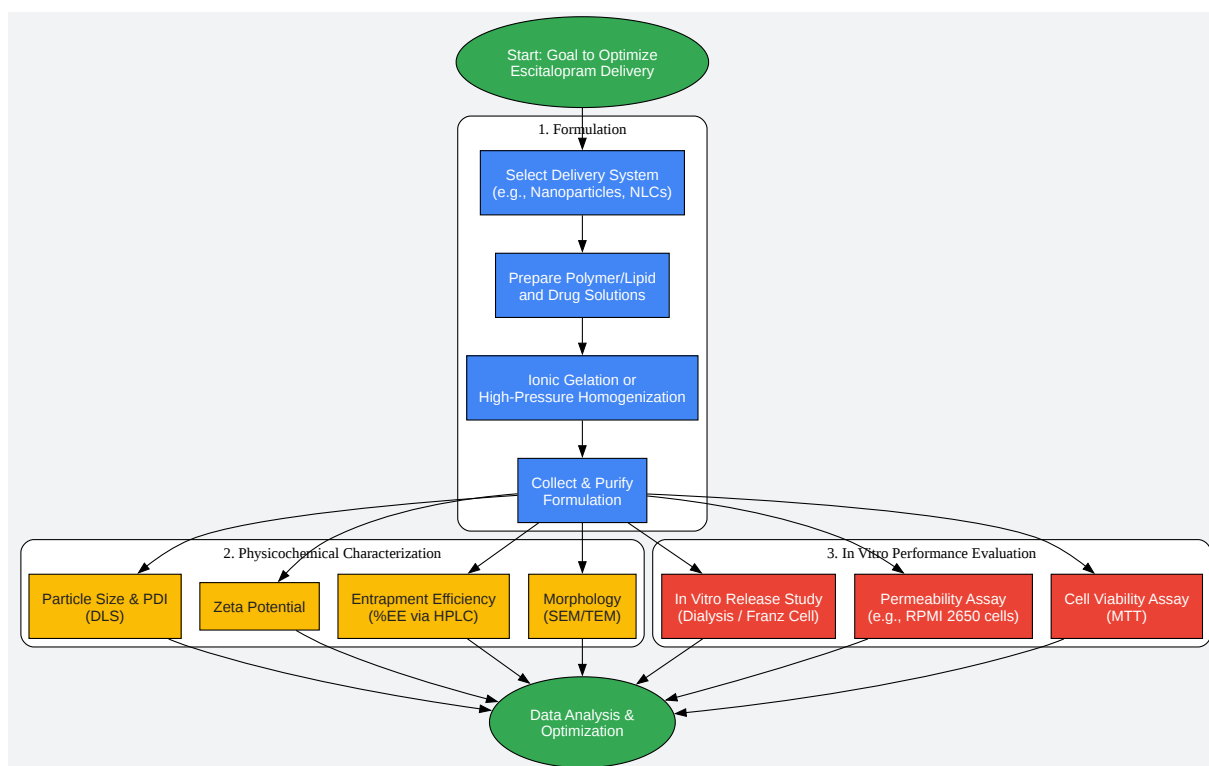 Start: Goal to Optimize
Escitalopram Delivery
1. Formulation
Select Delivery System
(e.g., Nanoparticles, NLCs)
Prepare Polymer/Lipid
and Drug Solutions
Ionic Gelation or
High-Pressure Homogenization
Collect & Purify
Formulation
2. Physicochemical Characterization
Particle Size & PDI
(DLS)
Zeta Potential
Entrapment Efficiency
(%EE via HPLC)
Morphology
(SEM/TEM)
3. In Vitro Performance Evaluation
In Vitro Release Study
(Dialysis / Franz Cell)
Permeability Assay
(e.g., RPMI 2650 cells)
Cell Viability Assay
(MTT)
Data Analysis &
Optimization